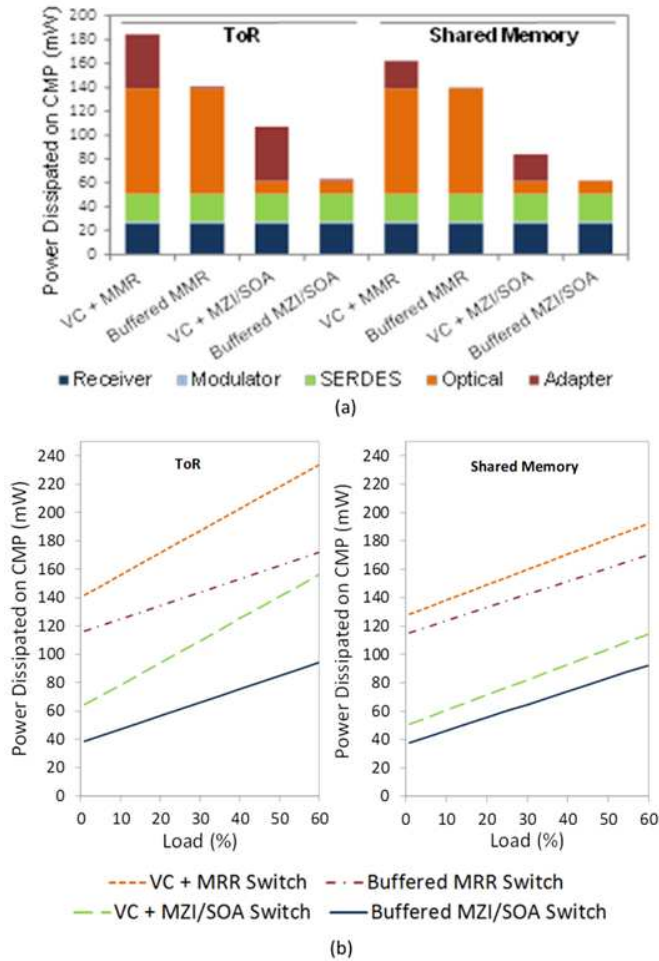 200
180
160
140
120
100
80
60
40
20
0
Power Dissipated on CMP (mW)
ToR
Shared Memory
VC + MMR
Buffered MMR
VC + MZI/SOA
Buffered MZI/SOA
VC + MMR
Buffered MMR
VC + MZI/SOA
Buffered MZI/SOA
Receiver Modulator SERDES Optical Adapter
(a)
240
220
200
180
160
140
120
100
80
60
40
20
0
Power Dissipated on CMP (mW)
ToR
0 10 20 30 40 50 60
Load (%)
240
220
200
180
160
140
120
100
80
60
40
20
0
Power Dissipated on CMP (mW)
Shared Memory
0 10 20 30 40 50 60
Load (%)
VC + MRR Switch Buffered MRR Switch
VC + MZI/SOA Switch Buffered MZI/SOA Switch
(b)